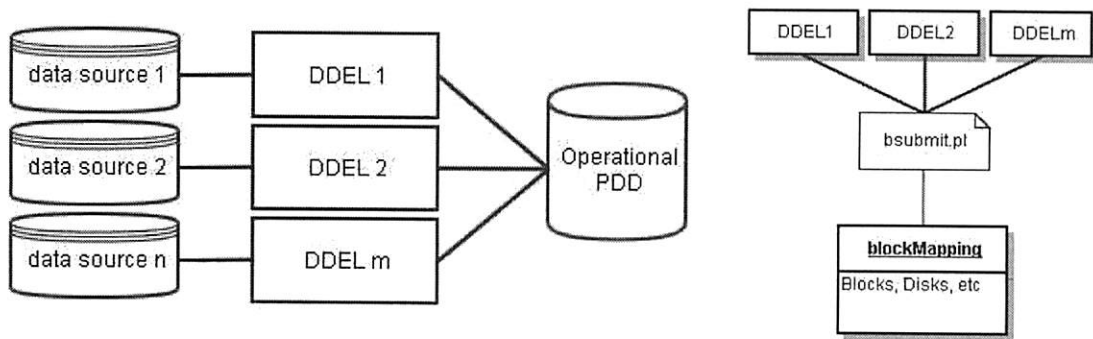 data source 1
DDEL 1
data source 2
DDEL 2
data source n
DDEL m
Operational
PDD
DDEL1
DDEL2
DDELm
bsubmit.pl
blockMapping
Blocks, Disks, etc